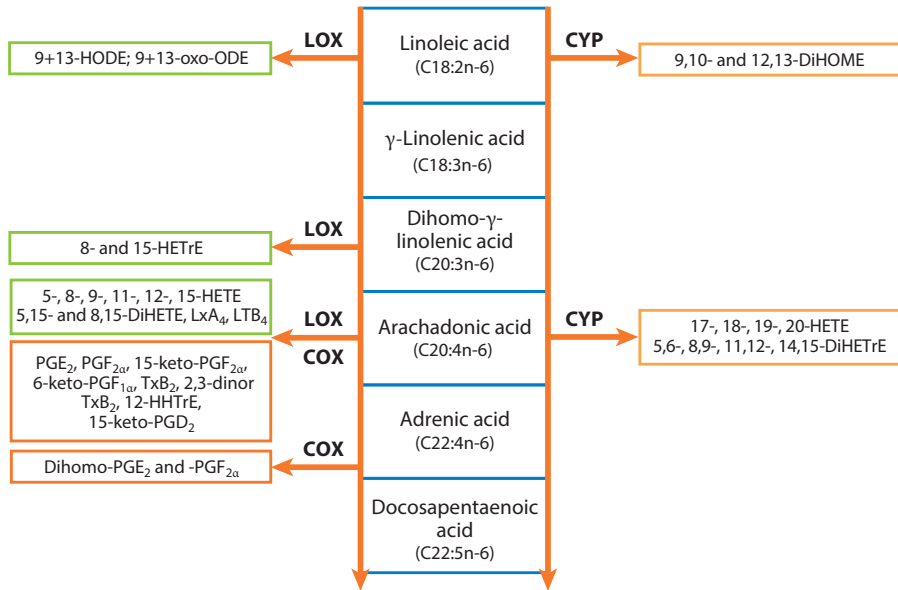 LOX
Linoleic acid
(C18:2n-6)
CYP
9+13-HODE; 9+13-oxo-ODE
9,10- and 12,13-DiHOME
γ-Linolenic acid
(C18:3n-6)
LOX
Dihomo-γ-
linolenic acid
(C20:3n-6)
8- and 15-HETrE
5-, 8-, 9-, 11-, 12-, 15-HETE
5,15- and 8,15-DiHETE, LxA₄, LTB₄
LOX
COX
Arachadonic acid
(C20:4n-6)
CYP
17-, 18-, 19-, 20-HETE
5,6-, 8,9-, 11,12-, 14,15-DiHETrE
PGE₂, PGF₂α, 15-keto-PGF₂α,
6-keto-PGF₁α, TxB₂, 2,3-dinor
TxB₂, 12-HHTrE,
15-keto-PGD₂
Adrenic acid
(C22:4n-6)
COX
Dihomo-PGE₂ and -PGF₂α
Docosapentaenoic
acid
(C22:5n-6)